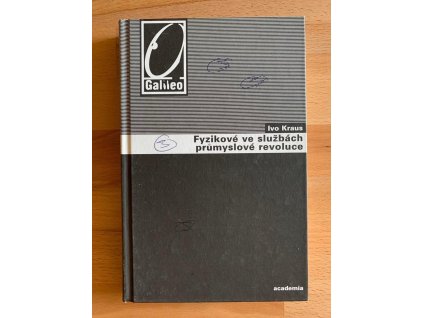 Galileo
Ivo Kraus
Fyzikové ve službách
průmyslové revoluce
academia